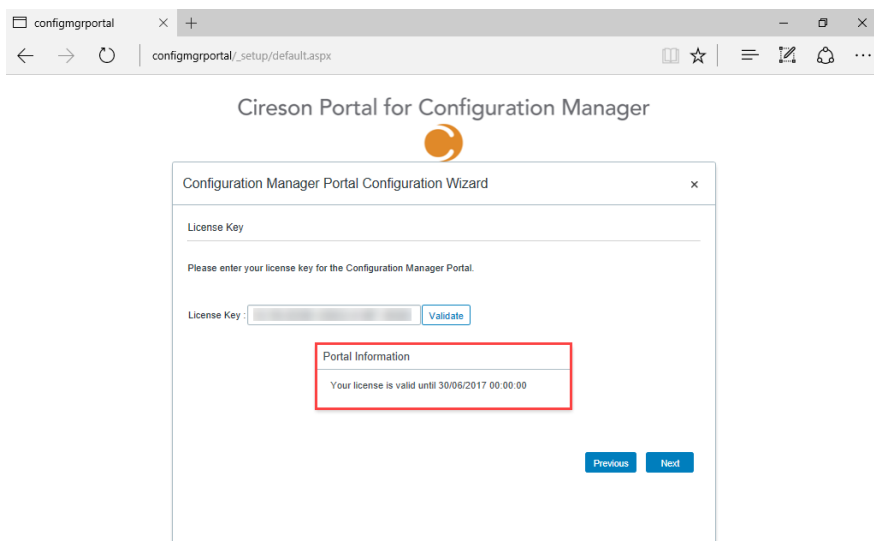 configmgrportal
configmgrportal/_setup/default.aspx
Cireson Portal for Configuration Manager
Configuration Manager Portal Configuration Wizard
License Key
Please enter your license key for the Configuration Manager Portal.
License Key : Validate
Portal Information
Your license is valid until 30/06/2017 00:00:00
Previous Next